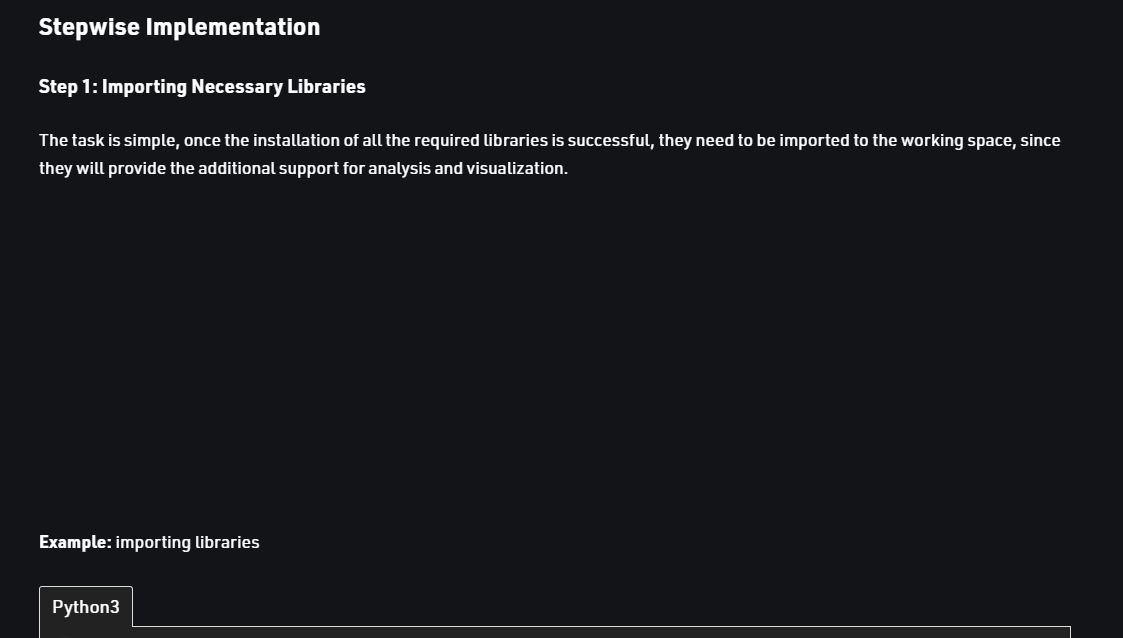 Stepwise Implementation
Step 1: Importing Necessary Libraries
The task is simple, once the installation of all the required libraries is successful, they need to be imported to the working space, since
they will provide the additional support for analysis and visualization.
Example: importing libraries
Python3